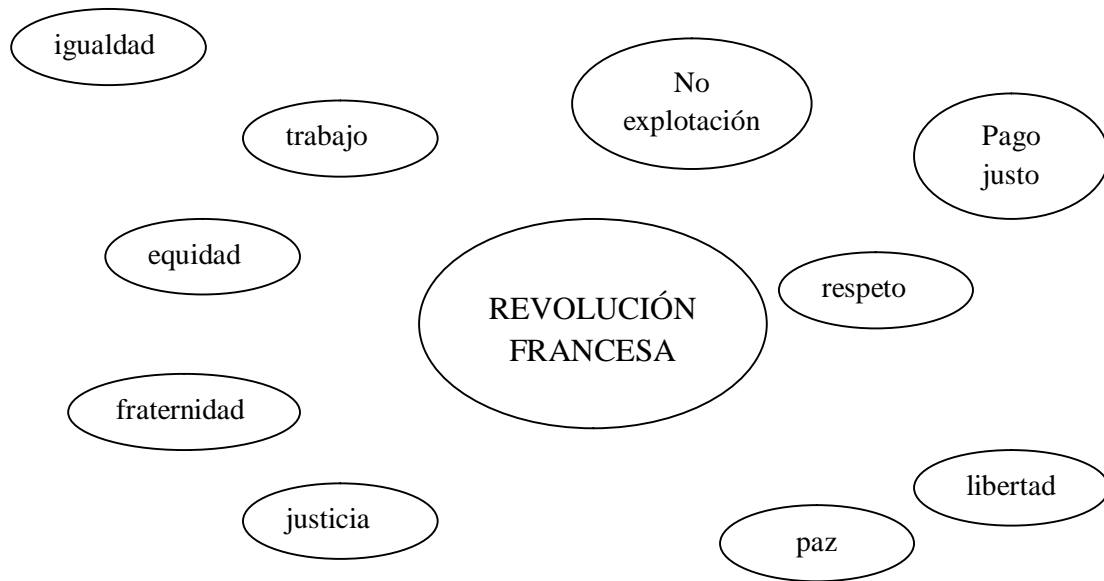 igualdad
No
explotación
trabajo
Pago
justo
equidad
respeto
REVOLUCIÓN
FRANCESA
fraternidad
libertad
justicia
paz